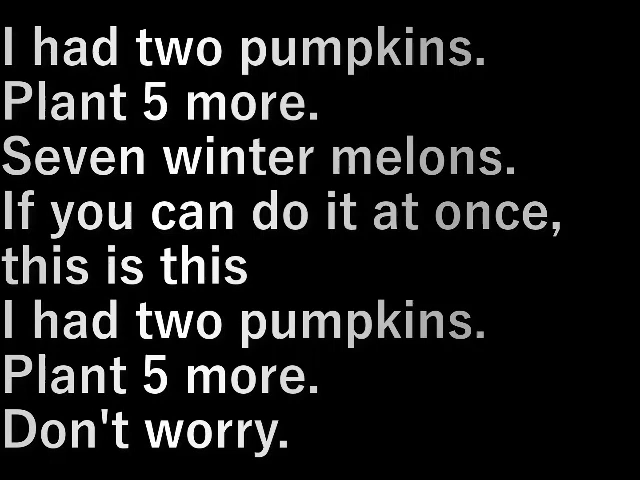 I had two pumpkins.
Plant 5 more.
Seven winter melons.
If you can do it at once,
this is this
I had two pumpkins.
Plant 5 more.
Don't worry.